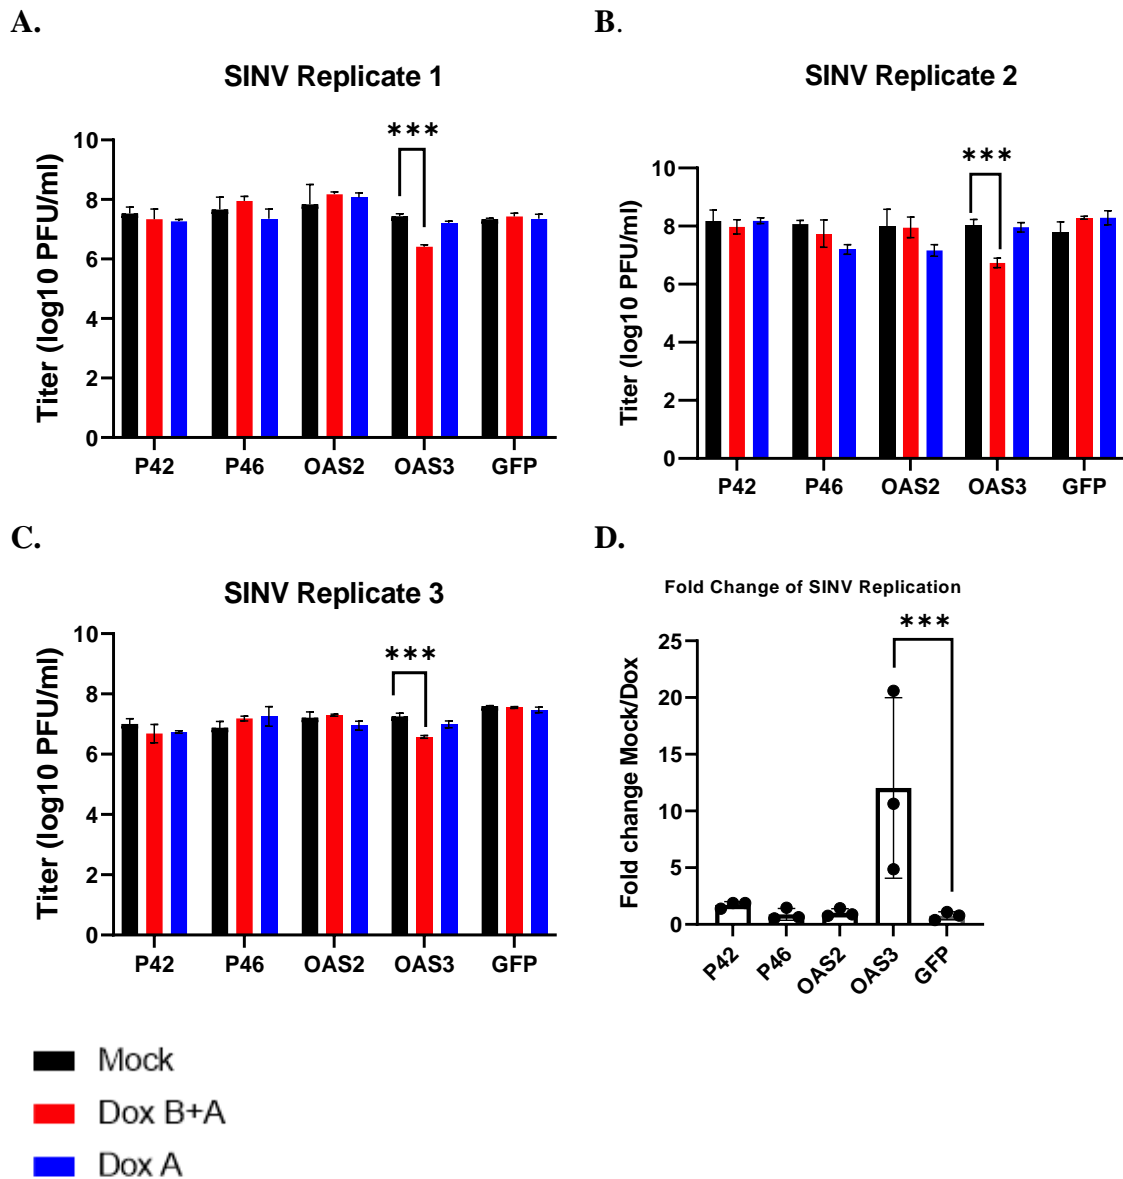 A.
SINV Replicate 1
***
Titer (log10 PFU/ml)
10
8
6
4
2
0
P42 P46 OAS2 OAS3 GFP
B.
SINV Replicate 2
***
Titer (log10 PFU/ml)
10
8
6
4
2
0
P42 P46 OAS2 OAS3 GFP
C.
SINV Replicate 3
***
Titer (log10 PFU/ml)
10
8
6
4
2
0
P42 P46 OAS2 OAS3 GFP
D.
Fold Change of SINV Replication
***
Fold change Mock/Dox
25
20
15
10
5
0
P42 P46 OAS2 OAS3 GFP
Mock
Dox B+A
Dox A